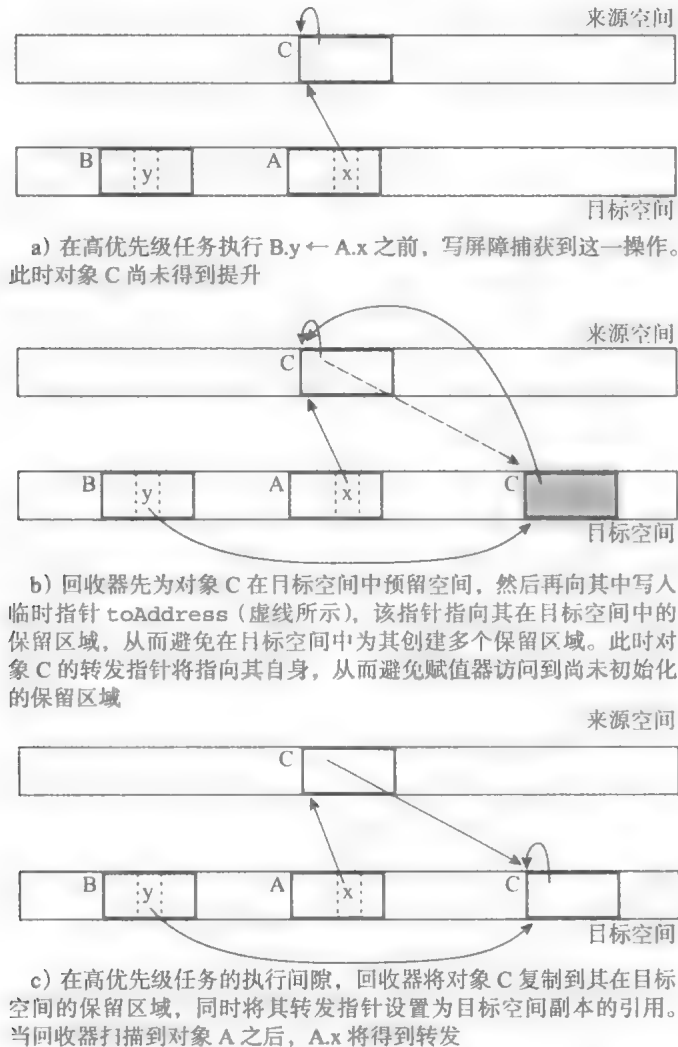 来源空间
C
B
y
A
x
目标空间
a）在高优先级任务执行 B.y ← A.x 之前，写屏障捕获到这一操作。
此时对象 C 尚未得到提升
来源空间
C
B
y
A
x
C
目标空间
b）回收器先为对象 C 在目标空间中预留空间，然后再向其中写入
临时指针 toAddress（虚线所示），该指针指向其在目标空间中的
保留区域，从而避免在目标空间中为其创建多个保留区域。此时对
象 C 的转发指针将指向其自身，从而避免赋值器访问到尚未初始化
的保留区域
来源空间
C
B
y
A
x
C
目标空间
c）在高优先级任务的执行间隙，回收器将对象 C 复制到其在目标
空间的保留区域，同时将其转发指针设置为目标空间副本的引用。
当回收器扫描到对象 A 之后，A.x 将得到转发